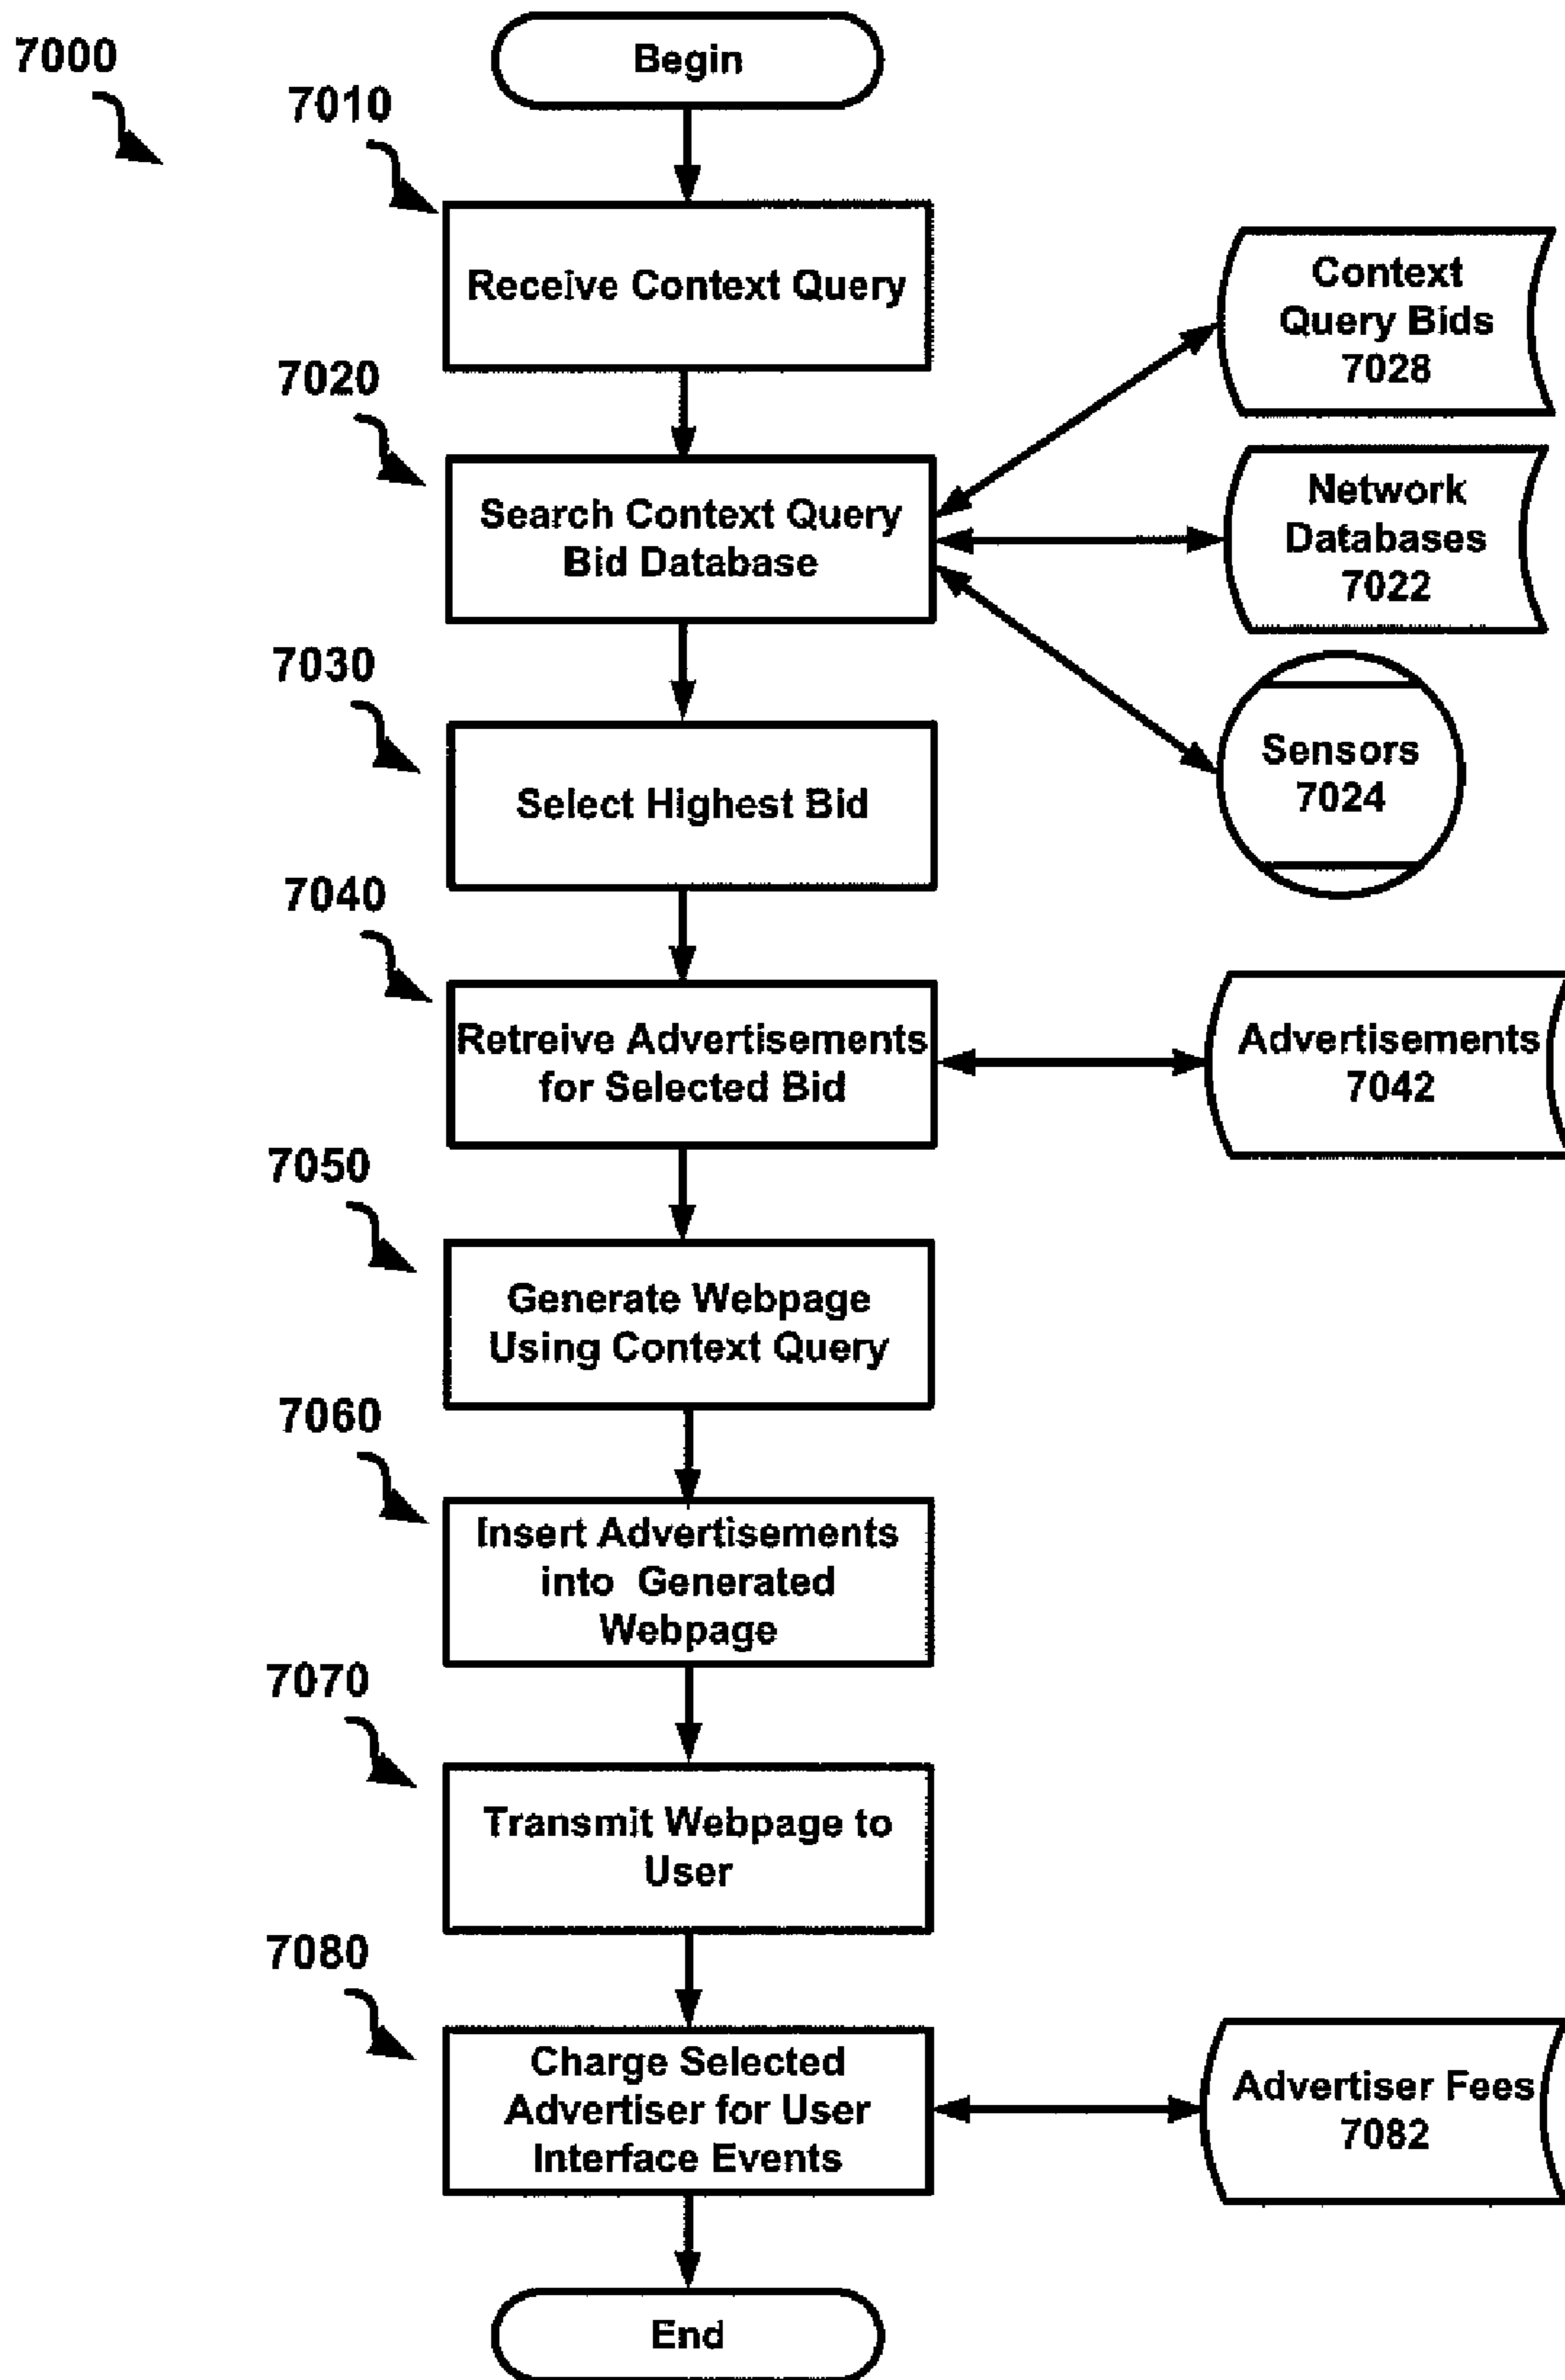 7000
Begin
7010
Receive Context Query
7020
Search Context Query
Bid Database
Context
Query Bids
7028
Network
Databases
7022
Sensors
7024
7030
Select Highest Bid
7040
Retreive Advertisements
for Selected Bid
Advertisements
7042
7050
Generate Webpage
Using Context Query
7060
Insert Advertisements
into Generated
Webpage
7070
Transmit Webpage to
User
7080
Charge Selected
Advertiser for User
Interface Events
Advertiser Fees
7082
End